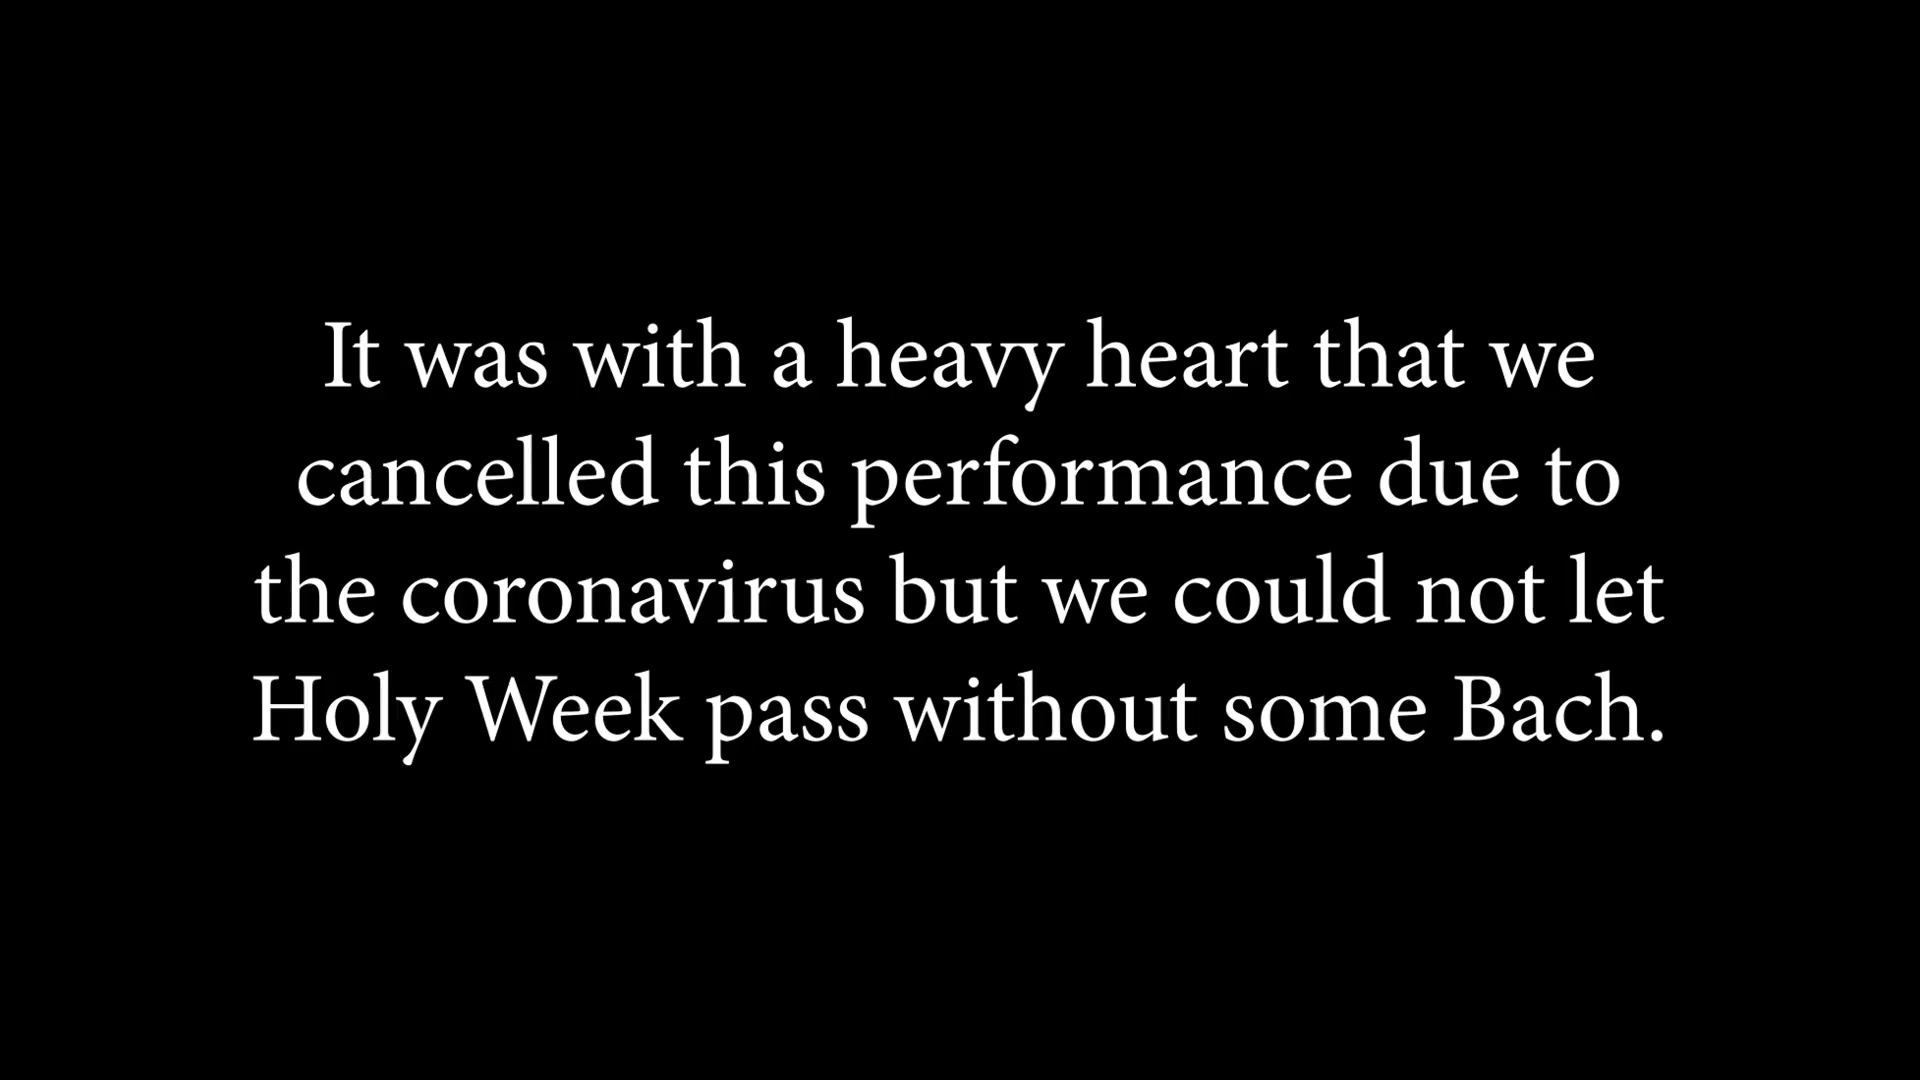 It was with a heavy heart that we
cancelled this performance due to
the coronavirus but we could not let
Holy Week pass without some Bach.